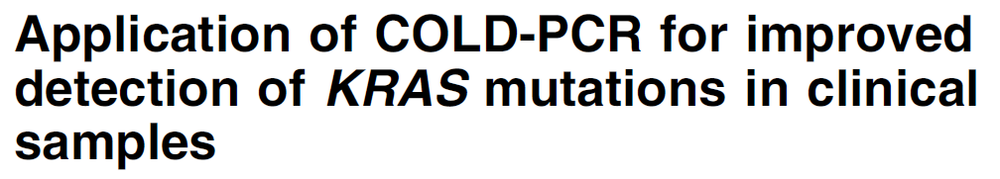 Application of COLD-PCR for improved
detection of KRAS mutations in clinical
samples